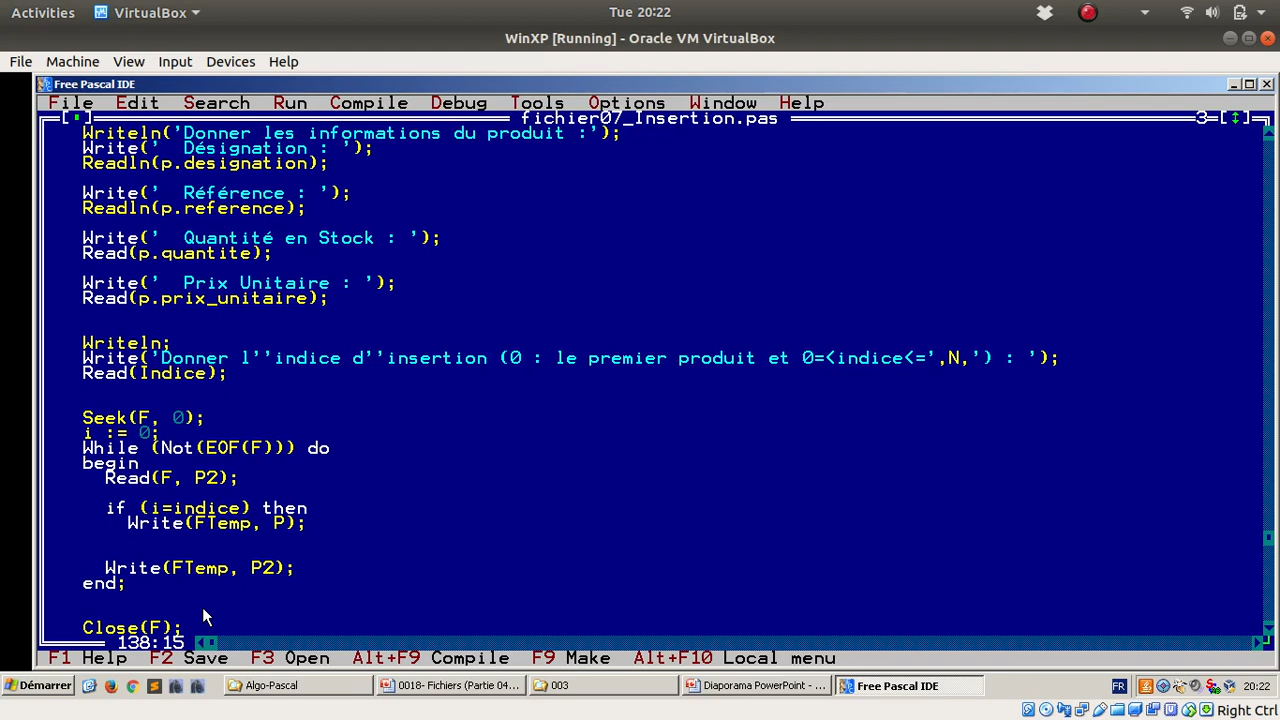 Activities VirtualBox Tue 20:22
WinXP [Running] - Oracle VM VirtualBox
File Machine View Input Devices Help
Free Pascal IDE
File Edit Search Run Compile Debug Tools Options Window Help
fichier07_Insertion.pas 3
Writeln('Donner les informations du produit :');
Write('  Désignation : ');
Readln(p.designation);
Write('  Référence : ');
Readln(p.reference);
Write('  Quantité en Stock : ');
Read(p.quantite);
Write('  Prix Unitaire : ');
Read(p.prix_unitaire);
Writeln;
Write('Donner l''indice d''insertion (0 : le premier produit et 0=<indice<=',N,') : ');
Read(Indice);
Seek(F, 0);
i := 0;
While (Not(EOF(F))) do
begin
Read(F, P2);
if (i=indice) then
Write(FTemp, P);
Write(FTemp, P2);
end;
Close(F);
138:15
F1 Help F2 Save F3 Open Alt+F9 Compile F9 Make Alt+F10 Local menu
Démarrer Algo-Pascal 0018- Fichiers (Partie 04... 003 Diaporama PowerPoint - ... Free Pascal IDE FR 20:22
Right Ctrl